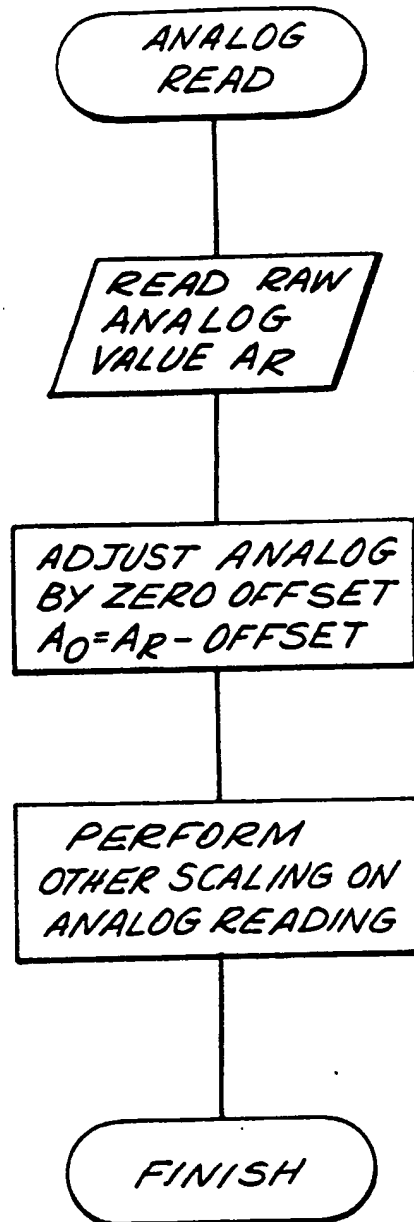 ANALOG
READ
READ RAW
ANALOG
VALUE AR
ADJUST ANALOG
BY ZERO OFFSET
AO=AR-OFFSET
PERFORM
OTHER SCALING ON
ANALOG READING
FINISH